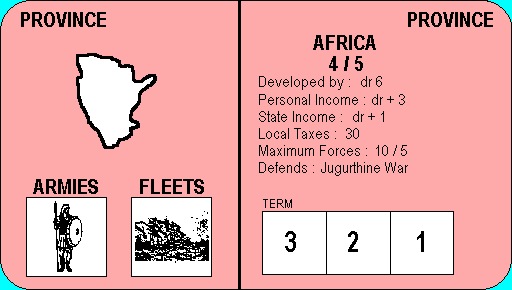 PROVINCE
ARMIES FLEETS
PROVINCE
AFRICA
4 / 5
Developed by : dr 6
Personal Income : dr + 3
State Income : dr + 1
Local Taxes : 30
Maximum Forces : 10 / 5
Defends : Jugurthine War
TERM
3 2 1